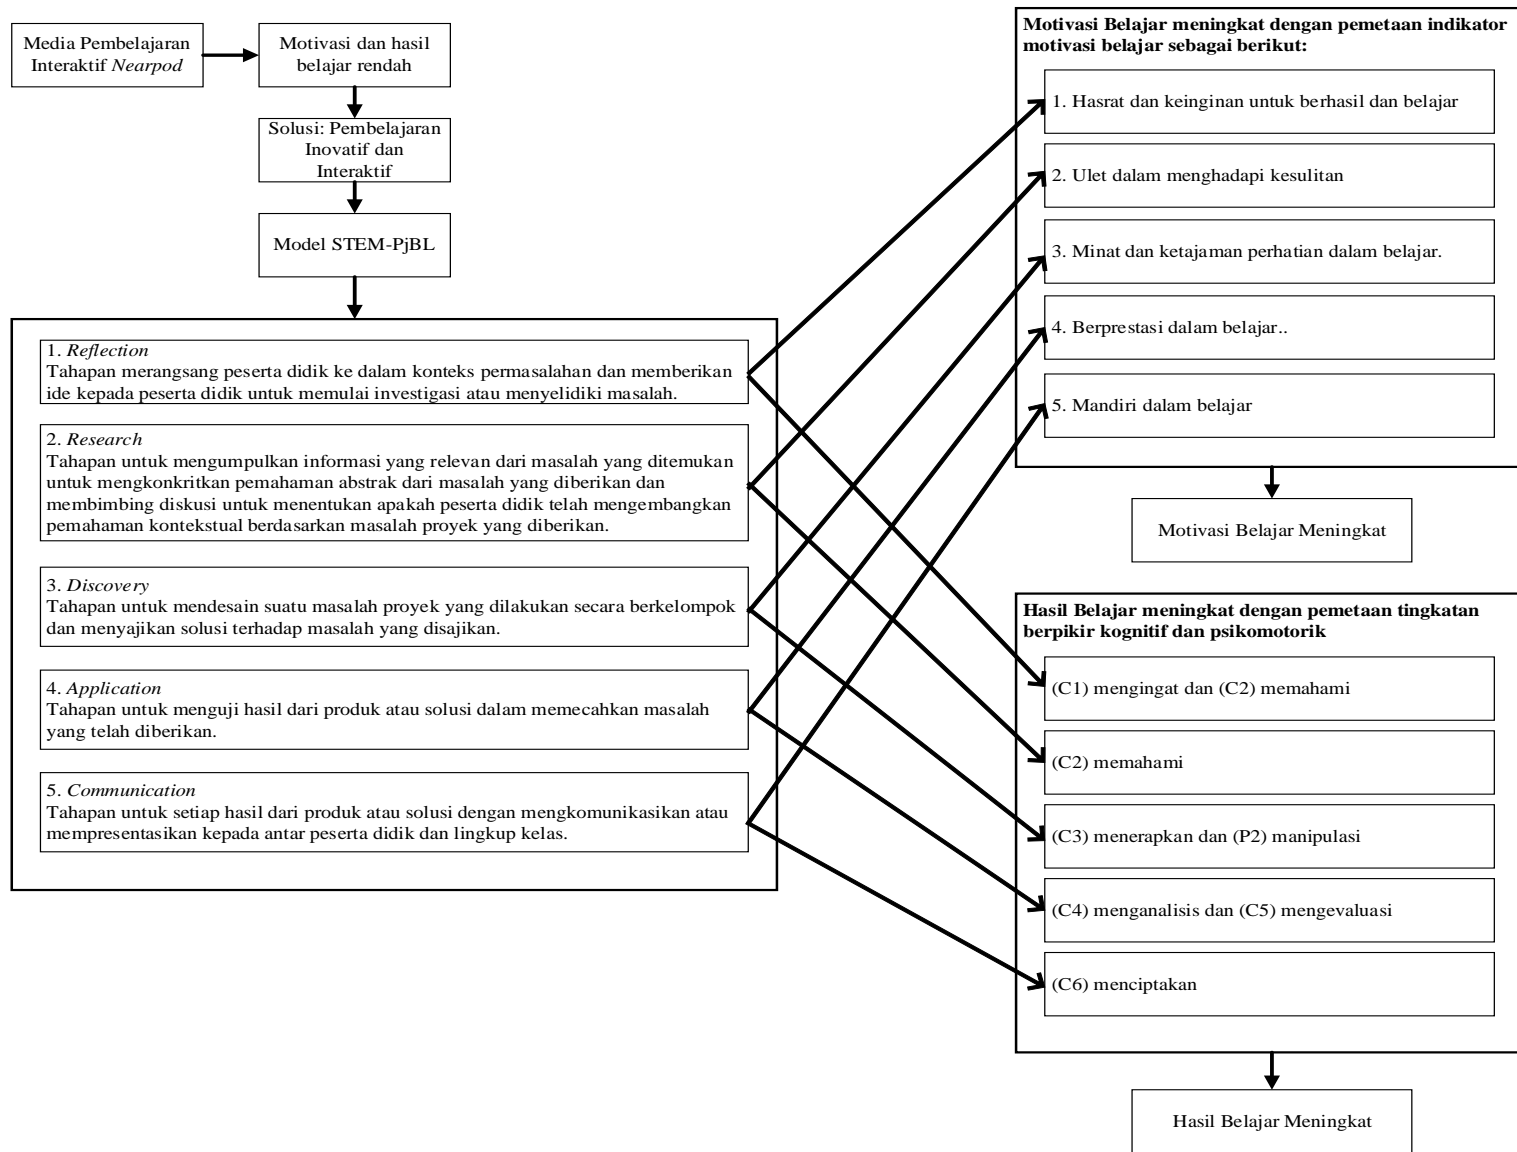 Media Pembelajaran
Interaktif Nearpod
Motivasi dan hasil
belajar rendah
Solusi: Pembelajaran
Inovatif dan
Interaktif
Model STEM-PjBL
1. Reflection
Tahapan merangsang peserta didik ke dalam konteks permasalahan dan memberikan
ide kepada peserta didik untuk memulai investigasi atau menyelidiki masalah.
2. Research
Tahapan untuk mengumpulkan informasi yang relevan dari masalah yang ditemukan
untuk mengkonkritkan pemahaman abstrak dari masalah yang diberikan dan
membimbing diskusi untuk menentukan apakah peserta didik telah mengembangkan
pemahaman kontekstual berdasarkan masalah proyek yang diberikan.
3. Discovery
Tahapan untuk mendesain suatu masalah proyek yang dilakukan secara berkelompok
dan menyajikan solusi terhadap masalah yang disajikan.
4. Application
Tahapan untuk menguji hasil dari produk atau solusi dalam memecahkan masalah
yang telah diberikan.
5. Communication
Tahapan untuk setiap hasil dari produk atau solusi dengan mengkomunikasikan atau
mempresentasikan kepada antar peserta didik dan lingkup kelas.
Motivasi Belajar meningkat dengan pemetaan indikator
motivasi belajar sebagai berikut:
1. Hasrat dan keinginan untuk berhasil dan belajar
2. Ulet dalam menghadapi kesulitan
3. Minat dan ketajaman perhatian dalam belajar.
4. Berprestasi dalam belajar..
5. Mandiri dalam belajar
Motivasi Belajar Meningkat
Hasil Belajar meningkat dengan pemetaan tingkatan
berpikir kognitif dan psikomotorik
(C1) mengingat dan (C2) memahami
(C2) memahami
(C3) menerapkan dan (P2) manipulasi
(C4) menganalisis dan (C5) mengevaluasi
(C6) menciptakan
Hasil Belajar Meningkat